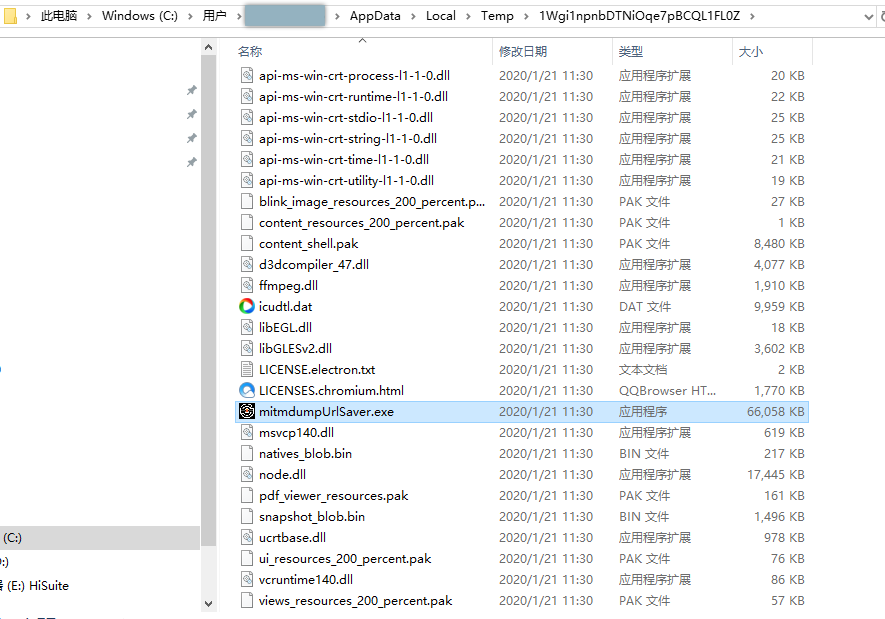 此电脑 › Windows (C:) › 用户 › › AppData › Local › Temp › 1Wgi1npnbDTNiOqe7pBCQL1FL0Z ›
名称 修改日期 类型 大小
api-ms-win-crt-process-l1-1-0.dll 2020/1/21 11:30 应用程序扩展 20 KB
api-ms-win-crt-runtime-l1-1-0.dll 2020/1/21 11:30 应用程序扩展 22 KB
api-ms-win-crt-stdio-l1-1-0.dll 2020/1/21 11:30 应用程序扩展 25 KB
api-ms-win-crt-string-l1-1-0.dll 2020/1/21 11:30 应用程序扩展 25 KB
api-ms-win-crt-time-l1-1-0.dll 2020/1/21 11:30 应用程序扩展 21 KB
api-ms-win-crt-utility-l1-1-0.dll 2020/1/21 11:30 应用程序扩展 19 KB
blink_image_resources_200_percent.p... 2020/1/21 11:30 PAK 文件 27 KB
content_resources_200_percent.pak 2020/1/21 11:30 PAK 文件 1 KB
content_shell.pak 2020/1/21 11:30 PAK 文件 8,480 KB
d3dcompiler_47.dll 2020/1/21 11:30 应用程序扩展 4,077 KB
ffmpeg.dll 2020/1/21 11:30 应用程序扩展 1,910 KB
icudtl.dat 2020/1/21 11:30 DAT 文件 9,959 KB
libEGL.dll 2020/1/21 11:30 应用程序扩展 18 KB
libGLESv2.dll 2020/1/21 11:30 应用程序扩展 3,602 KB
LICENSE.electron.txt 2020/1/21 11:30 文本文档 2 KB
LICENSES.chromium.html 2020/1/21 11:30 QQBrowser HT... 1,770 KB
mitmdumpUrlSaver.exe 2020/1/21 11:30 应用程序 66,058 KB
msvcp140.dll 2020/1/21 11:30 应用程序扩展 619 KB
natives_blob.bin 2020/1/21 11:30 BIN 文件 217 KB
node.dll 2020/1/21 11:30 应用程序扩展 17,445 KB
pdf_viewer_resources.pak 2020/1/21 11:30 PAK 文件 161 KB
snapshot_blob.bin 2020/1/21 11:30 BIN 文件 1,496 KB
ucrtbase.dll 2020/1/21 11:30 应用程序扩展 978 KB
ui_resources_200_percent.pak 2020/1/21 11:30 PAK 文件 76 KB
vcruntime140.dll 2020/1/21 11:30 应用程序扩展 86 KB
views_resources_200_percent.pak 2020/1/21 11:30 PAK 文件 57 KB
(C:)
:)
(E:) HiSuite